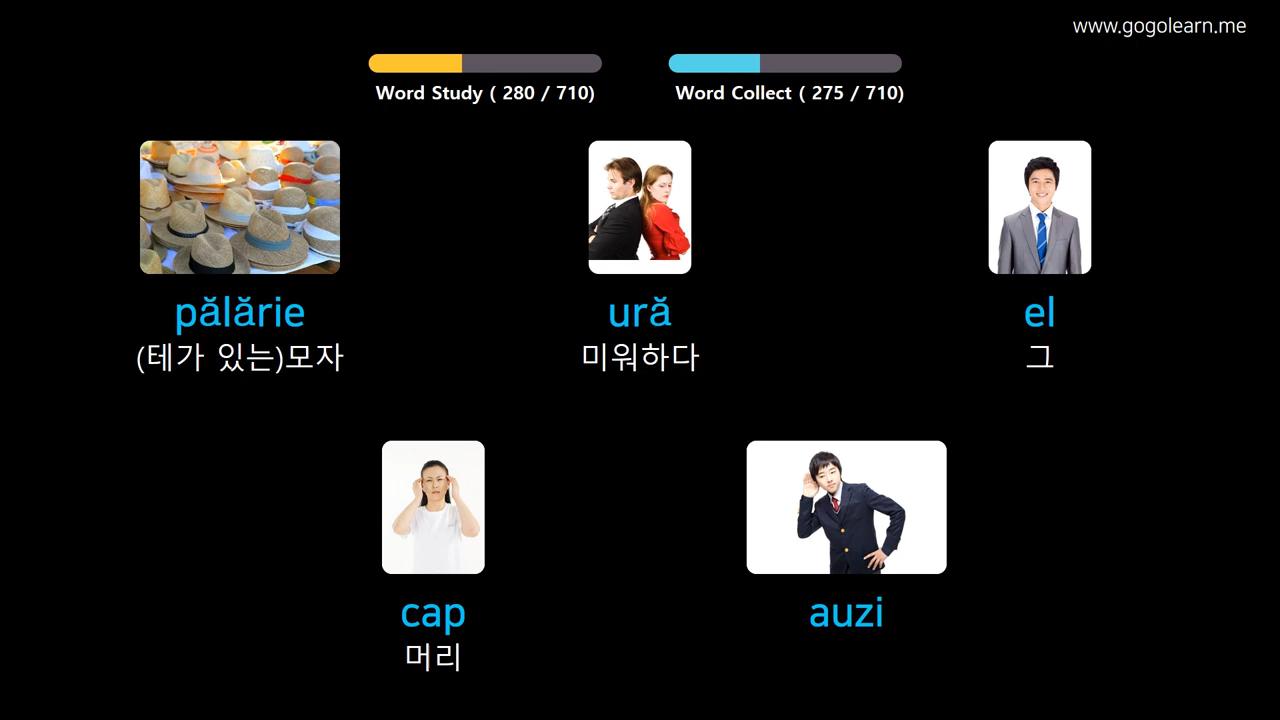 www.gogolearn.me
Word Study ( 280 / 710)
Word Collect ( 275 / 710)
pălărie
(테가 있는)모자
ură
미워하다
el
그
cap
머리
auzi